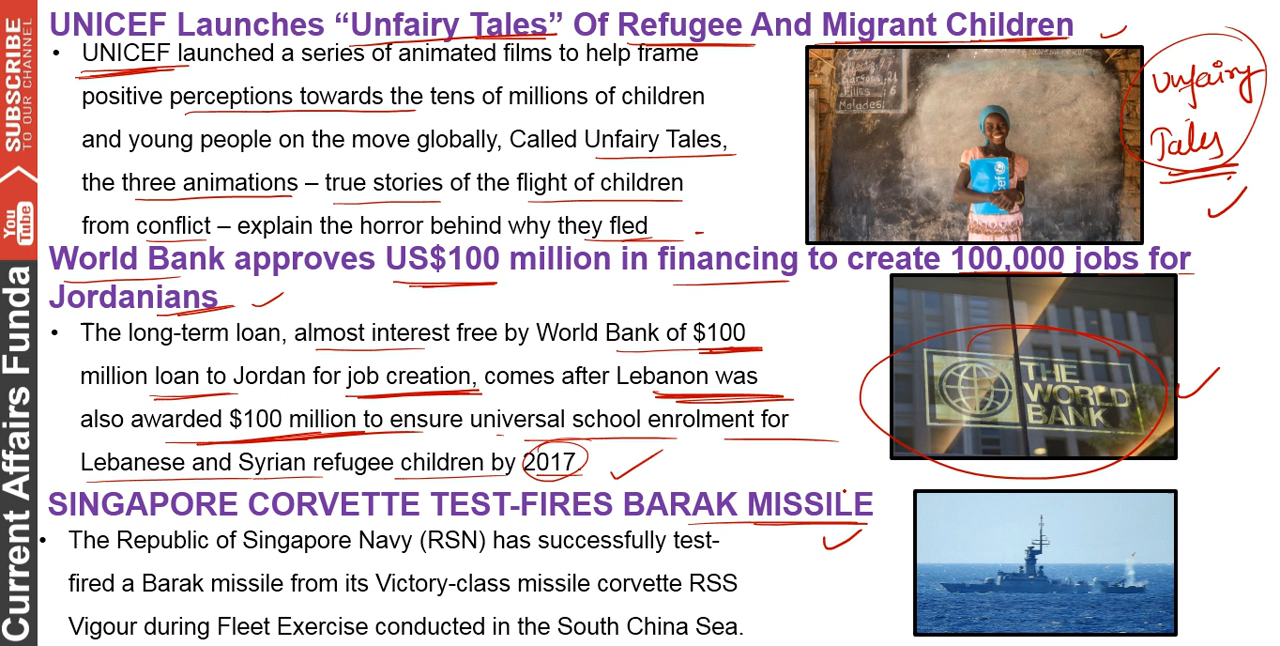 SUBSCRIBE
TO OUR CHANNEL
You
Tube
Current Affairs Funda
UNICEF Launches “Unfairy Tales” Of Refugee And Migrant Children
• UNICEF launched a series of animated films to help frame
positive perceptions towards the tens of millions of children
and young people on the move globally, Called Unfairy Tales,
the three animations – true stories of the flight of children
from conflict – explain the horror behind why they fled
Filles : 6
Malades:
cef
Unfairy
Tales
World Bank approves US$100 million in financing to create 100,000 jobs for
Jordanians
• The long-term loan, almost interest free by World Bank of $100
million loan to Jordan for job creation, comes after Lebanon was
also awarded $100 million to ensure universal school enrolment for
Lebanese and Syrian refugee children by 2017.
THE
WORLD
BANK
SINGAPORE CORVETTE TEST-FIRES BARAK MISSILE
• The Republic of Singapore Navy (RSN) has successfully test-
fired a Barak missile from its Victory-class missile corvette RSS
Vigour during Fleet Exercise conducted in the South China Sea.